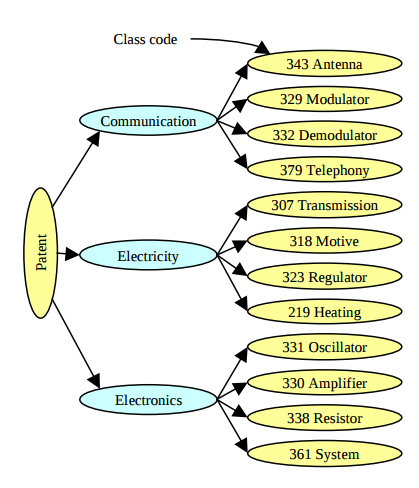 Class code
343 Antenna
329 Modulator
Communication
332 Demodulator
379 Telephony
307 Transmission
318 Motive
Patent
Electricity
323 Regulator
219 Heating
331 Oscillator
330 Amplifier
Electronics
338 Resistor
361 System